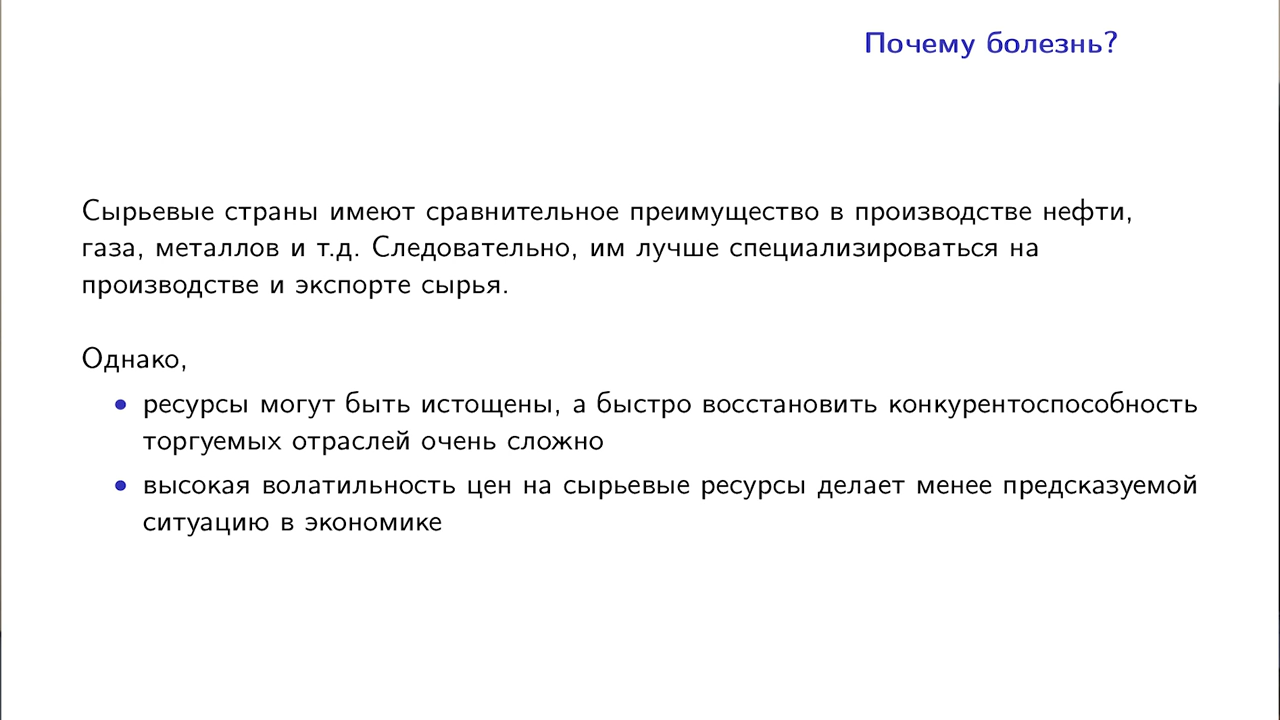 Почему болезнь?
Сырьевые страны имеют сравнительное преимущество в производстве нефти,
газа, металлов и т.д. Следовательно, им лучше специализироваться на
производстве и экспорте сырья.
Однако,
• ресурсы могут быть истощены, а быстро восстановить конкурентоспособность
торгуемых отраслей очень сложно
• высокая волатильность цен на сырьевые ресурсы делает менее предсказуемой
ситуацию в экономике